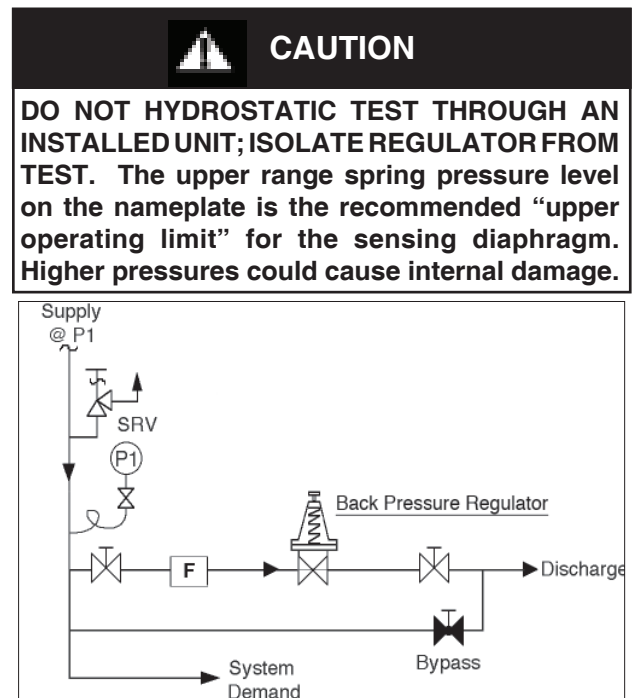 CAUTION
DO NOT HYDROSTATIC TEST THROUGH AN
INSTALLED UNIT; ISOLATE REGULATOR FROM
TEST. The upper range spring pressure level
on the nameplate is the recommended “upper
operating limit” for the sensing diaphragm.
Higher pressures could cause internal damage.
Supply
@ P1
SRV
P1
Back Pressure Regulator
F
Discharge
Bypass
System
Demand